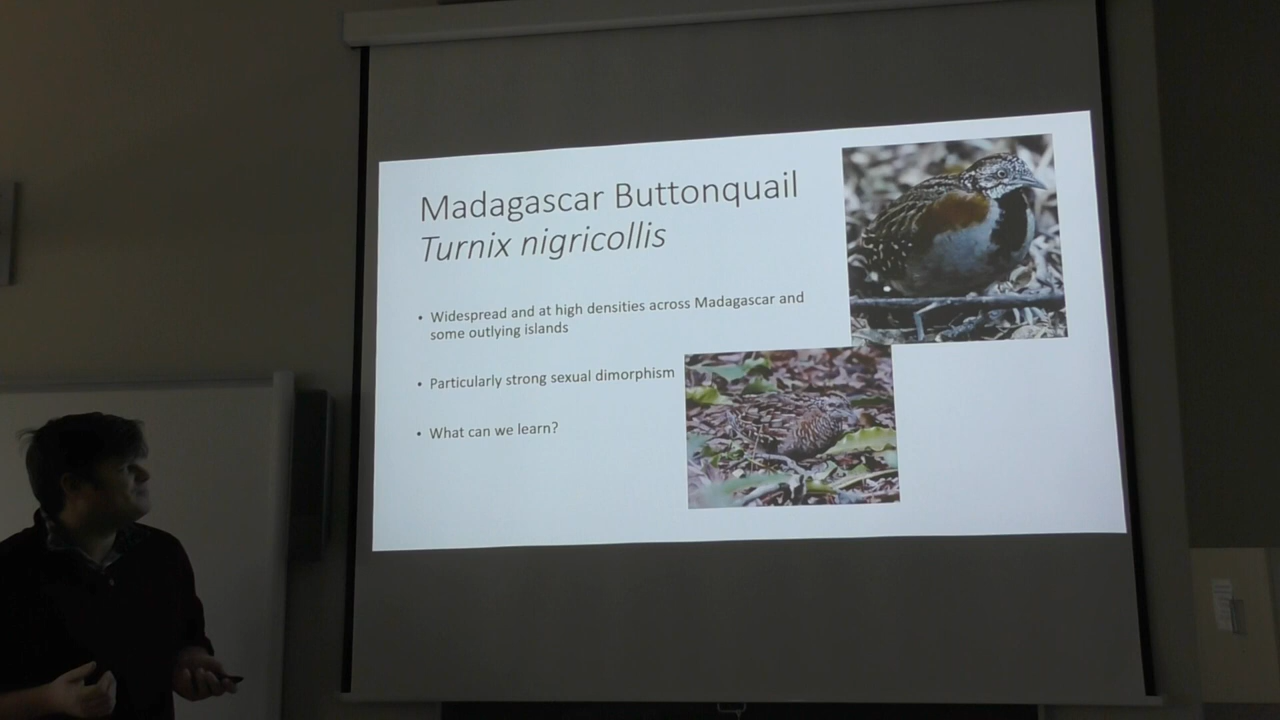 Madagascar Buttonquail
Turnix nigricollis
• Widespread and at high densities across Madagascar and
some outlying islands
• Particularly strong sexual dimorphism
• What can we learn?